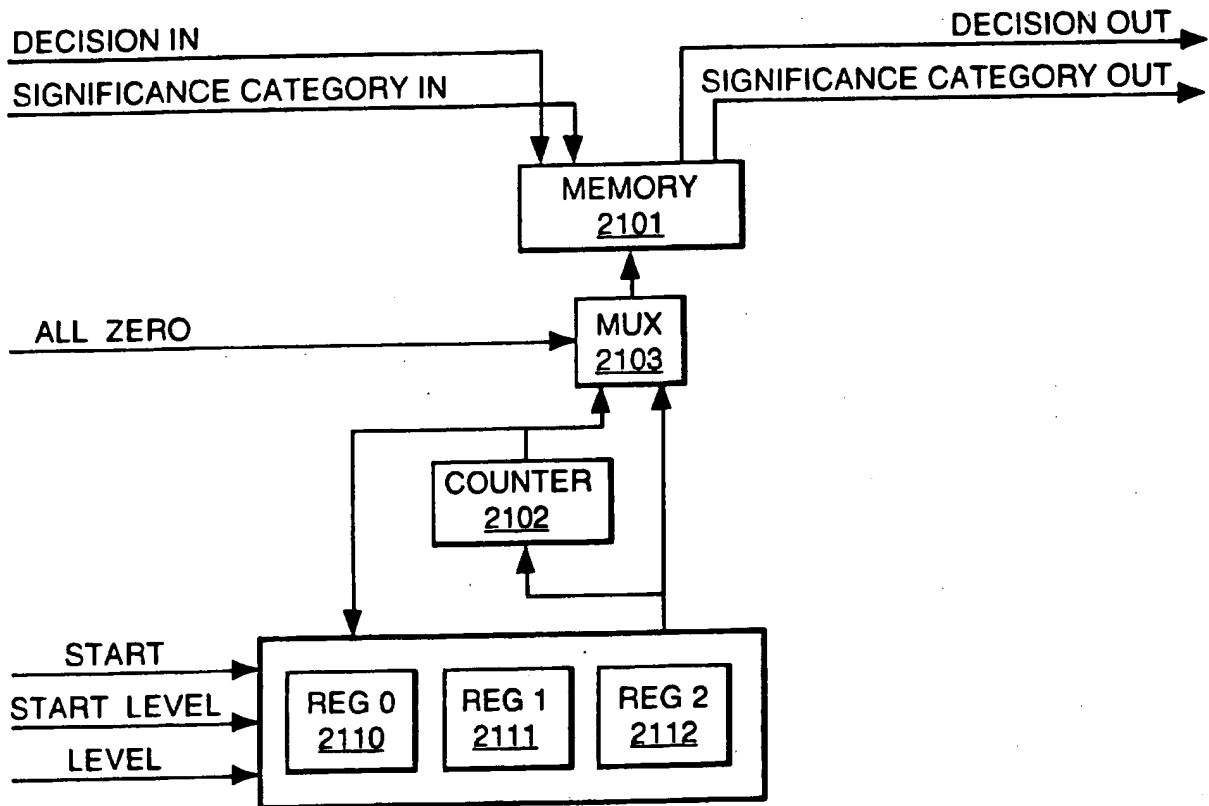 DECISION IN
DECISION OUT
SIGNIFICANCE CATEGORY IN
SIGNIFICANCE CATEGORY OUT
MEMORY
2101
ALL ZERO
MUX
2103
COUNTER
2102
START
START LEVEL
LEVEL
REG 0
2110
REG 1
2111
REG 2
2112